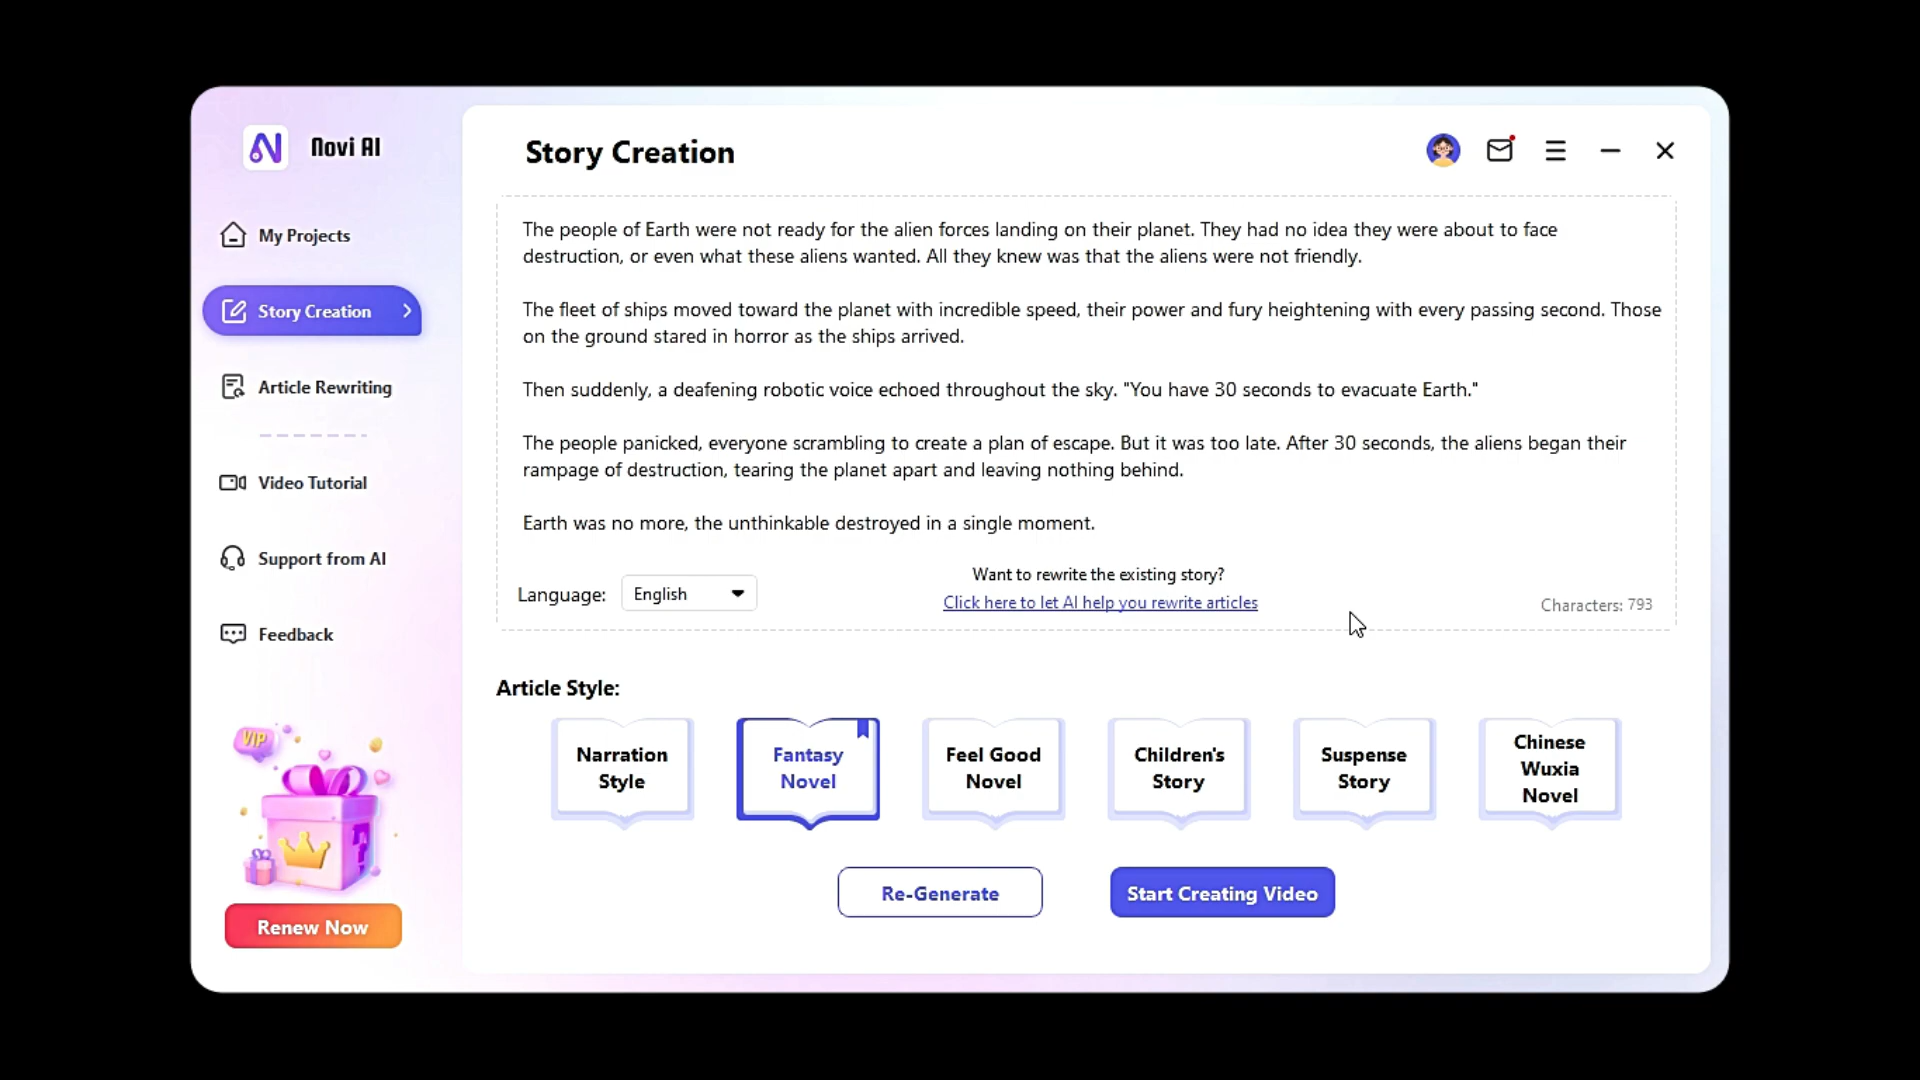 Novi AI
My Projects
Story Creation
Article Rewriting
Video Tutorial
Support from AI
Feedback
VIP
Renew Now
Story Creation
The people of Earth were not ready for the alien forces landing on their planet. They had no idea they were about to face
destruction, or even what these aliens wanted. All they knew was that the aliens were not friendly.
The fleet of ships moved toward the planet with incredible speed, their power and fury heightening with every passing second. Those
on the ground stared in horror as the ships arrived.
Then suddenly, a deafening robotic voice echoed throughout the sky. "You have 30 seconds to evacuate Earth."
The people panicked, everyone scrambling to create a plan of escape. But it was too late. After 30 seconds, the aliens began their
rampage of destruction, tearing the planet apart and leaving nothing behind.
Earth was no more, the unthinkable destroyed in a single moment.
Language: English
Want to rewrite the existing story?
Click here to let AI help you rewrite articles
Characters: 793
Article Style:
Narration
Style
Fantasy
Novel
Feel Good
Novel
Children's
Story
Suspense
Story
Chinese
Wuxia
Novel
Re-Generate
Start Creating Video